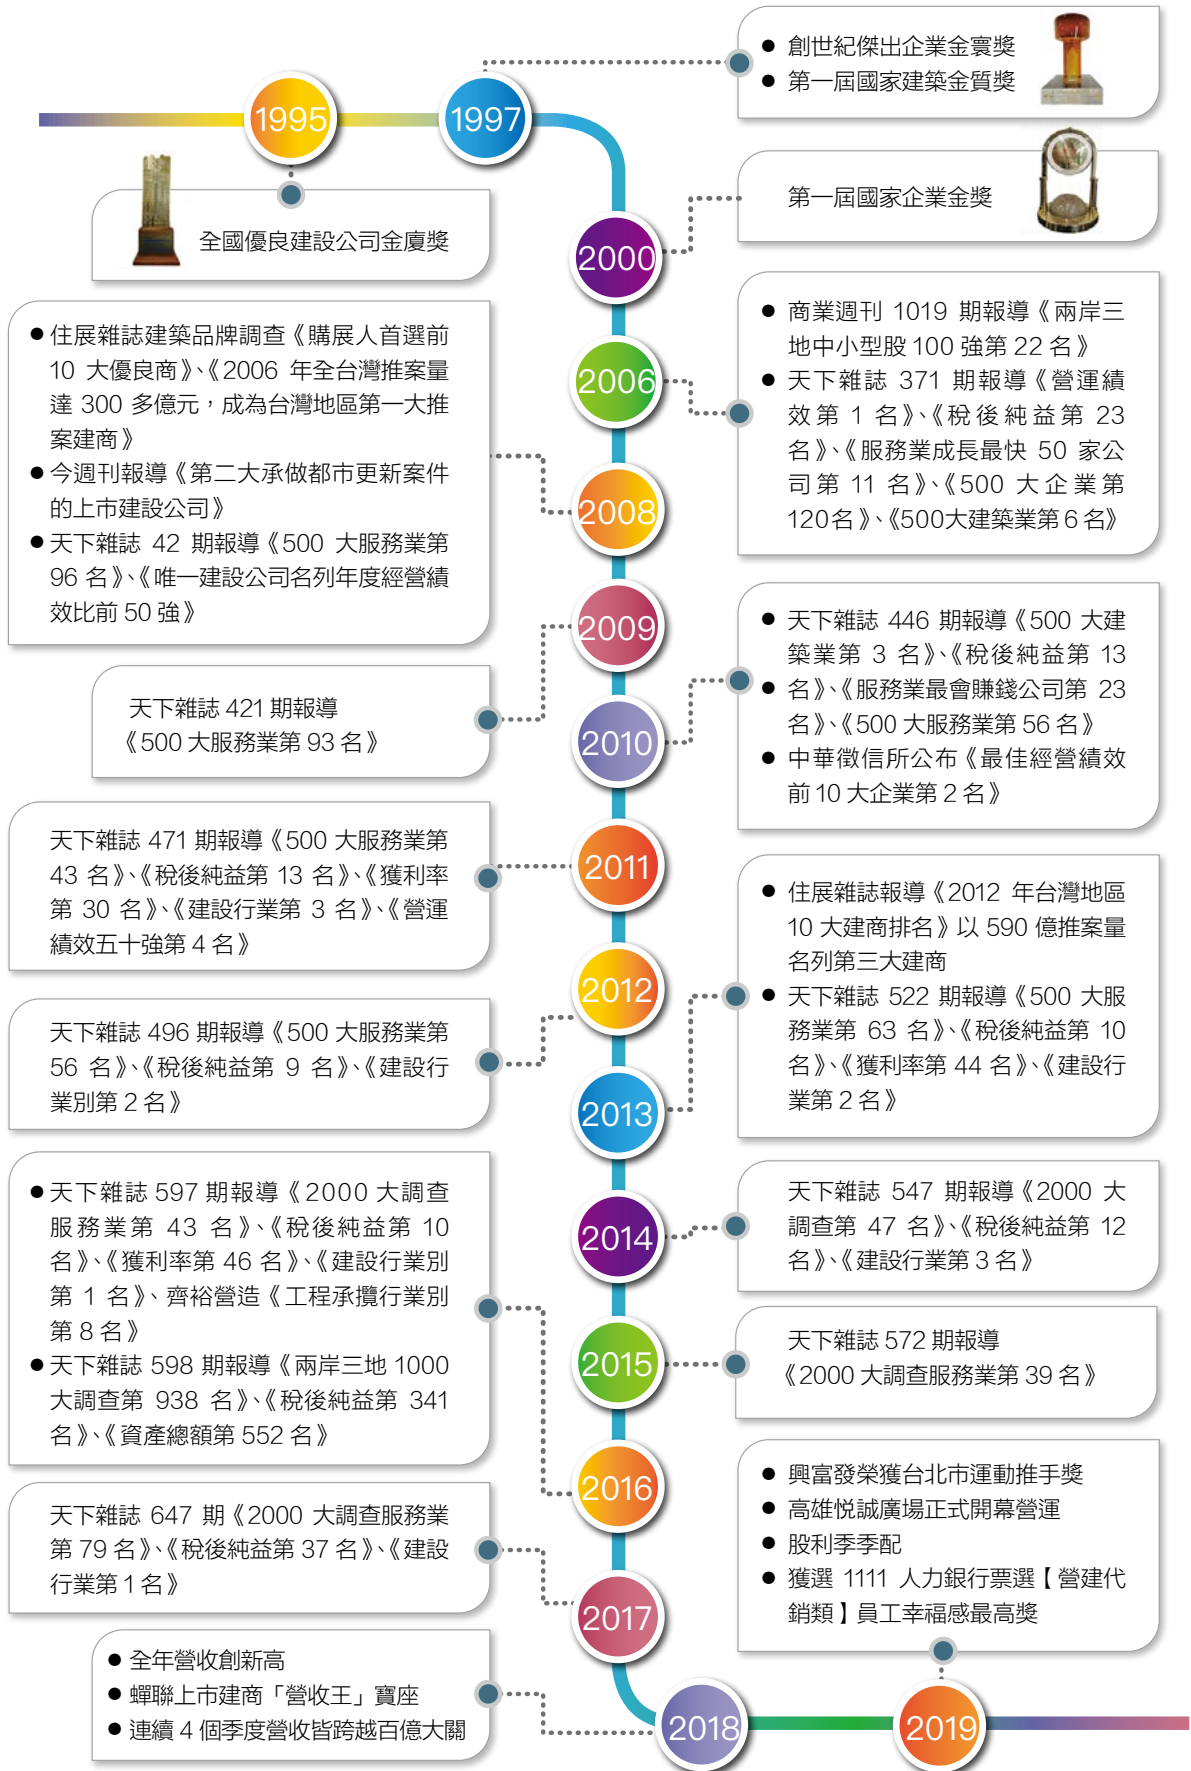 1995
全國優良建設公司金廈獎
1997
● 創世紀傑出企業金寰獎
● 第一屆國家建築金質獎
2000
第一屆國家企業金獎
2006
● 商業週刊 1019 期報導《兩岸三
地中小型股 100 強第 22 名》
● 天下雜誌 371 期報導《營運績
效第 1 名》、《稅後純益第 23
名》、《服務業成長最快 50 家公
司第 11 名》、《500 大企業第
120名》、《500大建築業第 6 名》
2008
● 住展雜誌建築品牌調查《購展人首選前
10 大優良商》、《2006 年全台灣推案量
達 300 多億元，成為台灣地區第一大推
案建商》
● 今週刊報導《第二大承做都市更新案件
的上市建設公司》
● 天下雜誌 42 期報導《500 大服務業第
96 名》、《唯一建設公司名列年度經營績
效比前 50 強》
2009
天下雜誌 421 期報導
《500 大服務業第 93 名》
2010
● 天下雜誌 446 期報導《500 大建
築業第 3 名》、《稅後純益第 13
● 名》、《服務業最會賺錢公司第 23
名》、《500 大服務業第 56 名》
● 中華徵信所公布《最佳經營績效
前 10 大企業第 2 名》
2011
天下雜誌 471 期報導《500 大服務業第
43 名》、《稅後純益第 13 名》、《獲利率
第 30 名》、《建設行業第 3 名》、《營運
績效五十強第 4 名》
2012
天下雜誌 496 期報導《500 大服務業第
56 名》、《稅後純益第 9 名》、《建設行
業別第 2 名》
2013
● 住展雜誌報導《2012 年台灣地區
10 大建商排名》以 590 億推案量
名列第三大建商
● 天下雜誌 522 期報導《500 大服
務業第 63 名》、《稅後純益第 10
名》、《獲利率第 44 名》、《建設行
業第 2 名》
2014
天下雜誌 547 期報導《2000 大
調查第 47 名》、《稅後純益第 12
名》、《建設行業第 3 名》
2015
天下雜誌 572 期報導
《2000 大調查服務業第 39 名》
2016
● 天下雜誌 597 期報導《2000 大調查
服務業第 43 名》、《稅後純益第 10
名》、《獲利率第 46 名》、《建設行業別
第 1 名》、齊裕營造《工程承攬行業別
第 8 名》
● 天下雜誌 598 期報導《兩岸三地 1000
大調查第 938 名》、《稅後純益第 341
名》、《資產總額第 552 名》
2017
天下雜誌 647 期《2000 大調查服務業
第 79 名》、《稅後純益第 37 名》、《建設
行業第 1 名》
2018
● 全年營收創新高
● 蟬聯上市建商「營收王」寶座
● 連續 4 個季度營收皆跨越百億大關
2019
● 興富發榮獲台北市運動推手獎
● 高雄悦誠廣場正式開幕營運
● 股利季季配
● 獲選 1111 人力銀行票選【營建代
銷類】員工幸福感最高獎